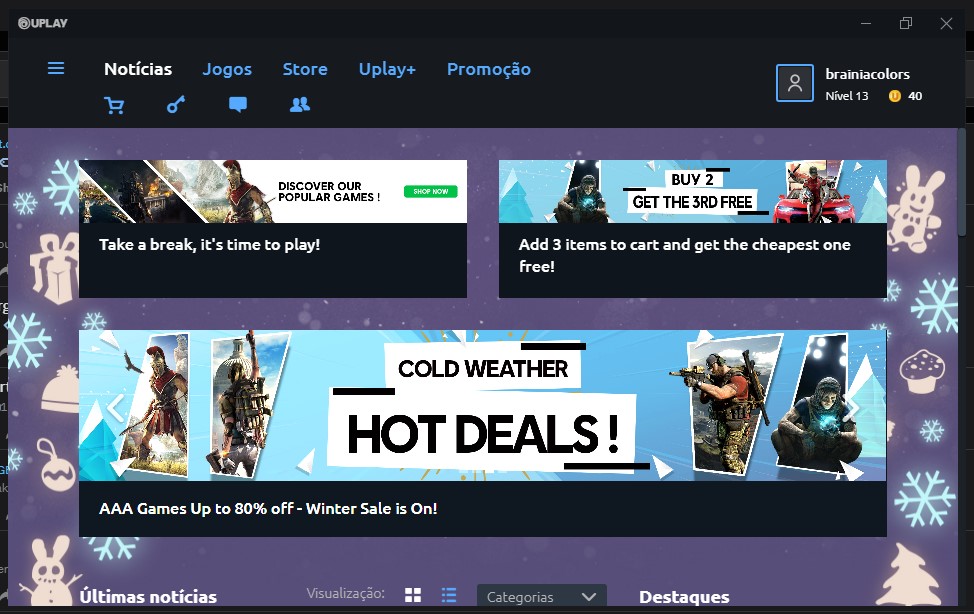 UPLAY
Notícias Jogos Store Uplay+ Promoção
brainiacolors
Nível 13 40
DISCOVER OUR
POPULAR GAMES !
SHOP NOW
Take a break, it's time to play!
BUY 2
GET THE 3RD FREE
Add 3 items to cart and get the cheapest one
free!
COLD WEATHER
HOT DEALS !
AAA Games Up to 80% off - Winter Sale is On!
Últimas notícias Visualização: Categorias Destaques